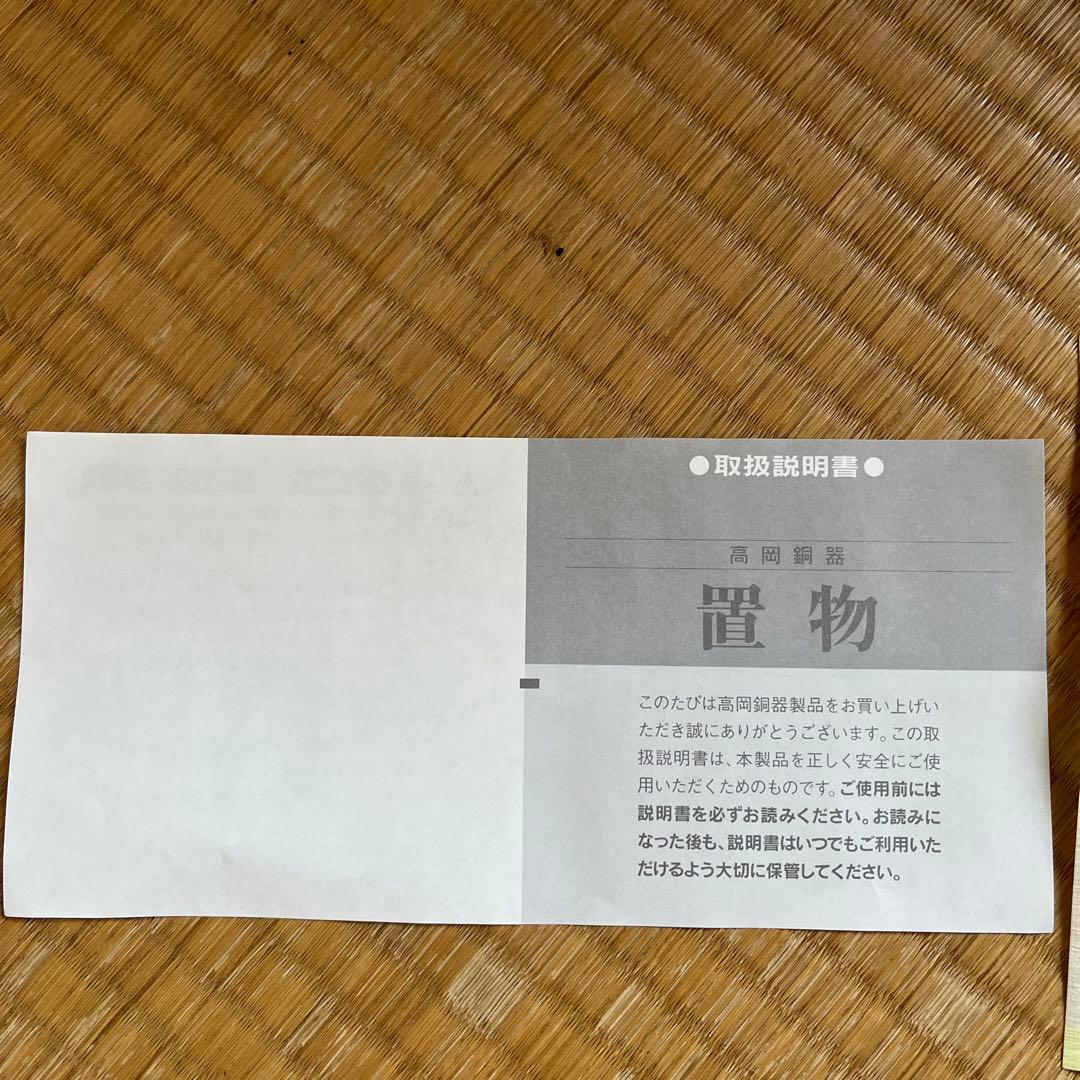 ●取扱説明書●
高岡銅器
置物
このたびは高岡銅器製品をお買い上げい
ただき誠にありがとうございます。この取
扱説明書は、本製品を正しく安全にご使
用いただくためのものです。ご使用前には
説明書を必ずお読みください。お読みに
なった後も、説明書はいつでもご利用いた
だけるよう大切に保管してください。